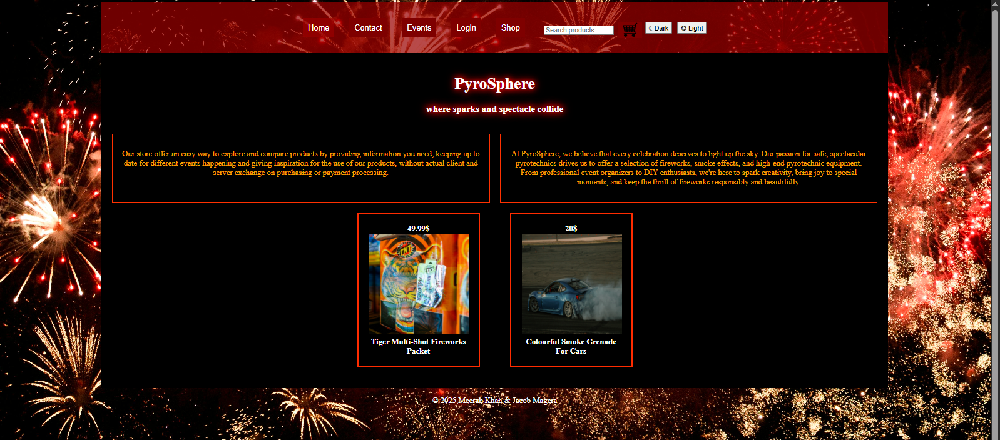 Home Contact Events Login Shop Search products... ☾Dark ✪ Light
PyroSphere
where sparks and spectacle collide
Our store offer an easy way to explore and compare products by providing information you need, keeping up to
date for different events happening and giving inspiration for the use of our products, without actual client and
server exchange on purchasing or payment processing.
At PyroSphere, we believe that every celebration deserves to light up the sky. Our passion for safe, spectacular
pyrotechnics drives us to offer a selection of fireworks, smoke effects, and high-end pyrotechnic equipment.
From professional event organizers to DIY enthusiasts, we're here to spark creativity, bring joy to special
moments, and keep the thrill of fireworks responsibly and beautifully.
49.99$
TNT
Tiger Multi-Shot Fireworks
Packet
20$
Colourful Smoke Grenade
For Cars
© 2025 Meerab Khan & Jacob Magera